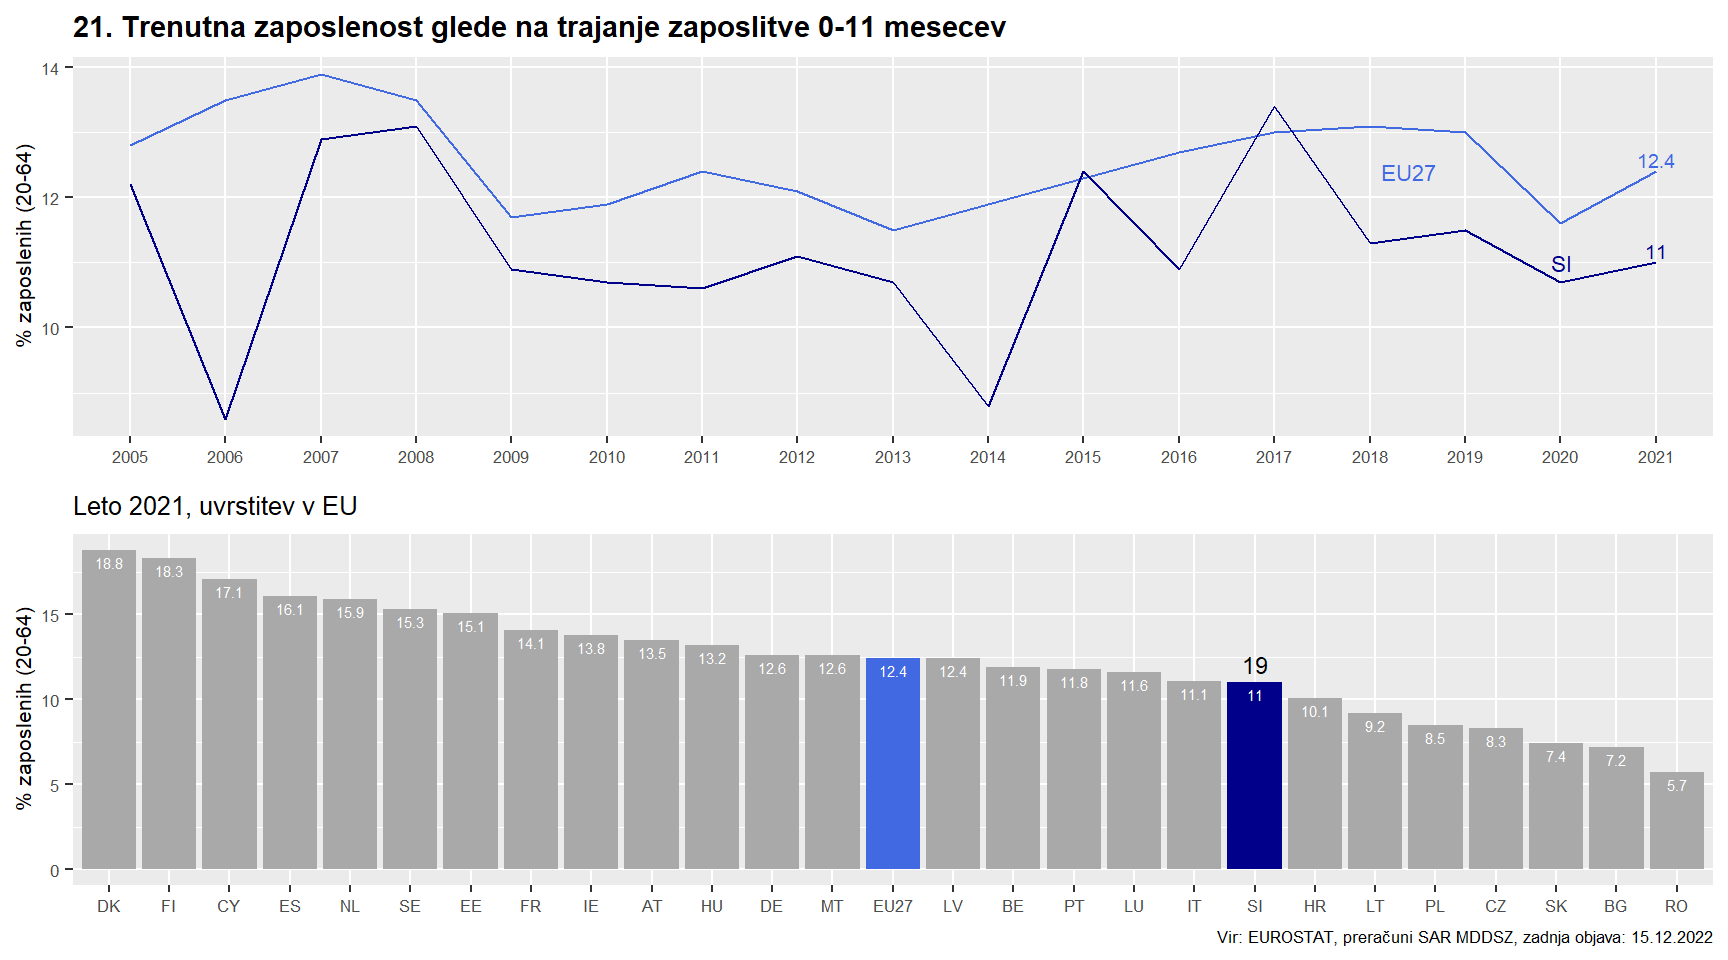 21. Trenutna zaposlenost glede na trajanje zaposlitve 0-11 mesecev
% zaposlenih (20-64)
14
12
10
EU27
12.4
SI
11
2005 2006 2007 2008 2009 2010 2011 2012 2013 2014 2015 2016 2017 2018 2019 2020 2021
Leto 2021, uvrstitev v EU
% zaposlenih (20-64)
15
10
5
0
19
18.8 18.3 17.1 16.1 15.9 15.3 15.1 14.1 13.8 13.5 13.2 12.6 12.6 12.4 12.4 11.9 11.8 11.6 11.1 11 10.1 9.2 8.5 8.3 7.4 7.2 5.7
DK FI CY ES NL SE EE FR IE AT HU DE MT EU27 LV BE PT LU IT SI HR LT PL CZ SK BG RO
Vir: EUROSTAT, preračuni SAR MDDSZ, zadnja objava: 15.12.2022